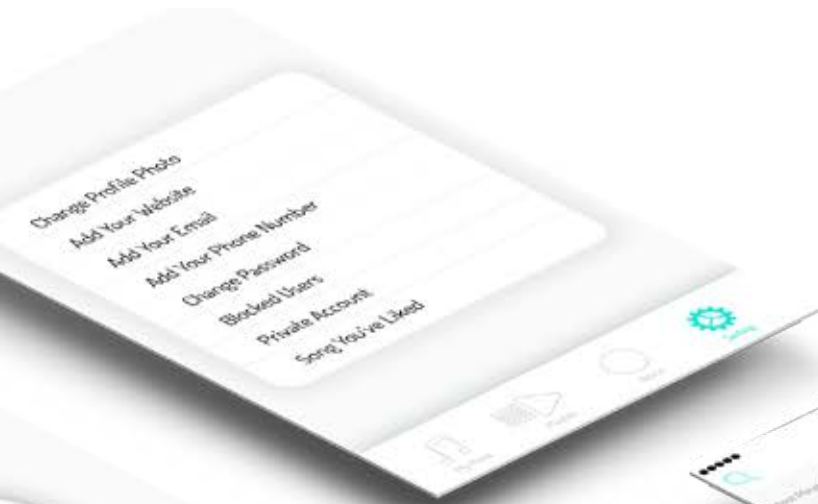 Change Profile Photo
Add Your Website
Add Your Email
Add Your Phone Number
Change Password
Blocked Users
Private Account
Song You've Liked
Setting